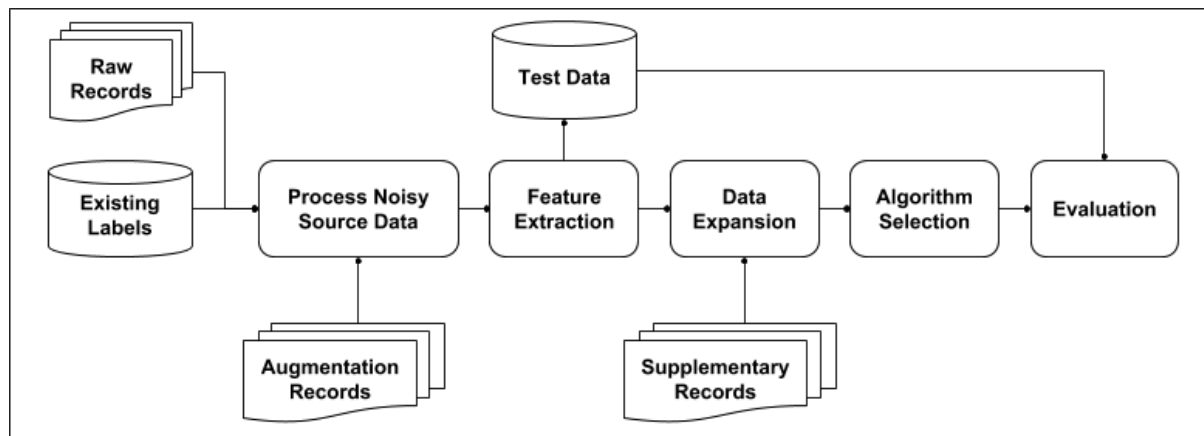 Raw
Records
Test Data
Existing
Labels
Process Noisy
Source Data
Feature
Extraction
Data
Expansion
Algorithm
Selection
Evaluation
Augmentation
Records
Supplementary
Records